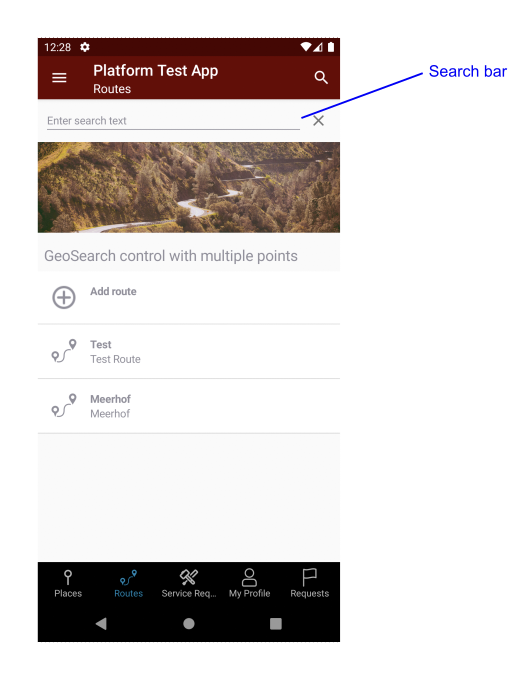 12:28
Platform Test App
Routes
Search bar
Enter search text
GeoSearch control with multiple points
Add route
Test
Test Route
Meerhof
Meerhof
Places Routes Service Req... My Profile Requests